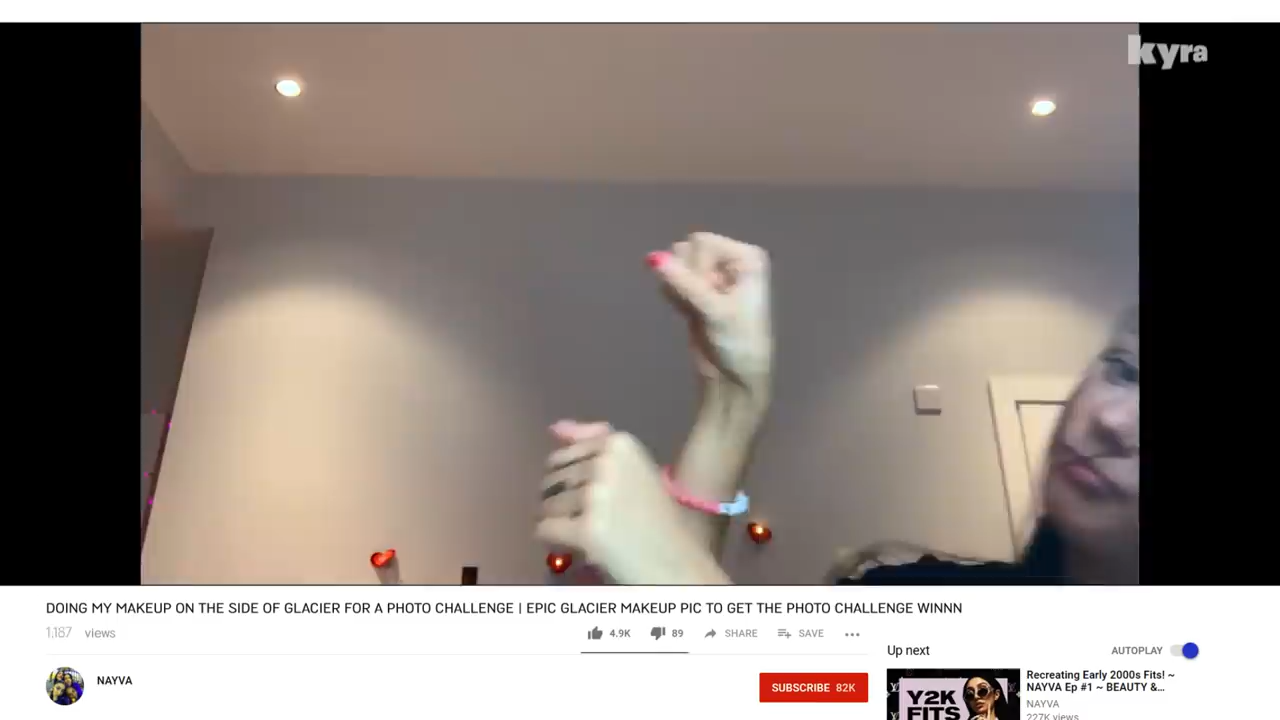 kyra
DOING MY MAKEUP ON THE SIDE OF GLACIER FOR A PHOTO CHALLENGE | EPIC GLACIER MAKEUP PIC TO GET THE PHOTO CHALLENGE WINNN
1,187 views
4.9K
89
SHARE
SAVE
NAYVA
SUBSCRIBE 82K
Up next
AUTOPLAY
Y2K
FITS
Recreating Early 2000s Fits! ~
NAYVA Ep #1 ~ BEAUTY &...
NAYVA
227K views